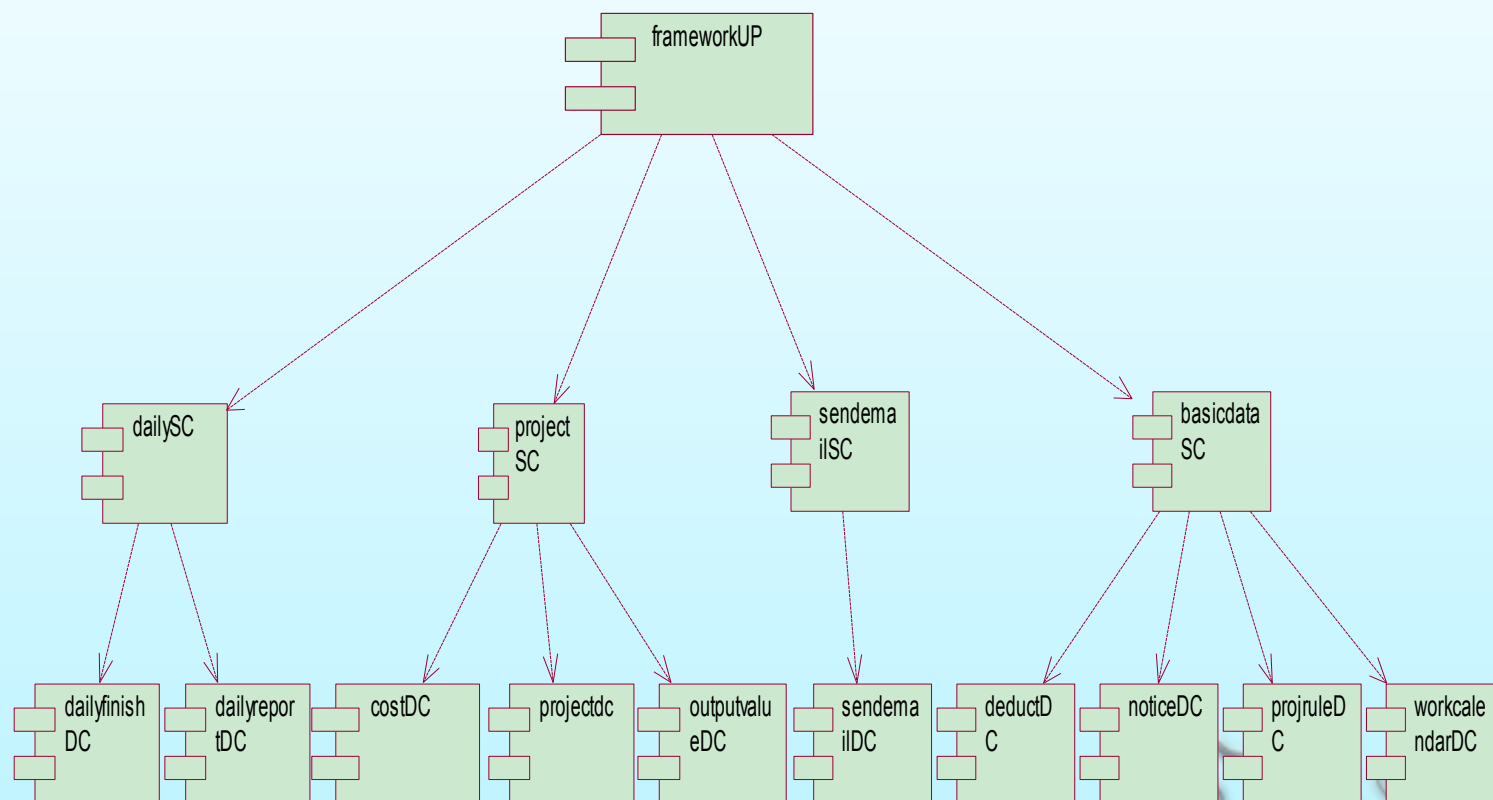 frameworkUP
dailySC
project
SC
sendema
ilSC
basicdata
SC
dailyfinish
DC
dailyrepor
tDC
costDC
projectdc
outputvalu
eDC
sendema
ilDC
deductD
C
noticeDC
projruleD
C
workcale
ndarDC